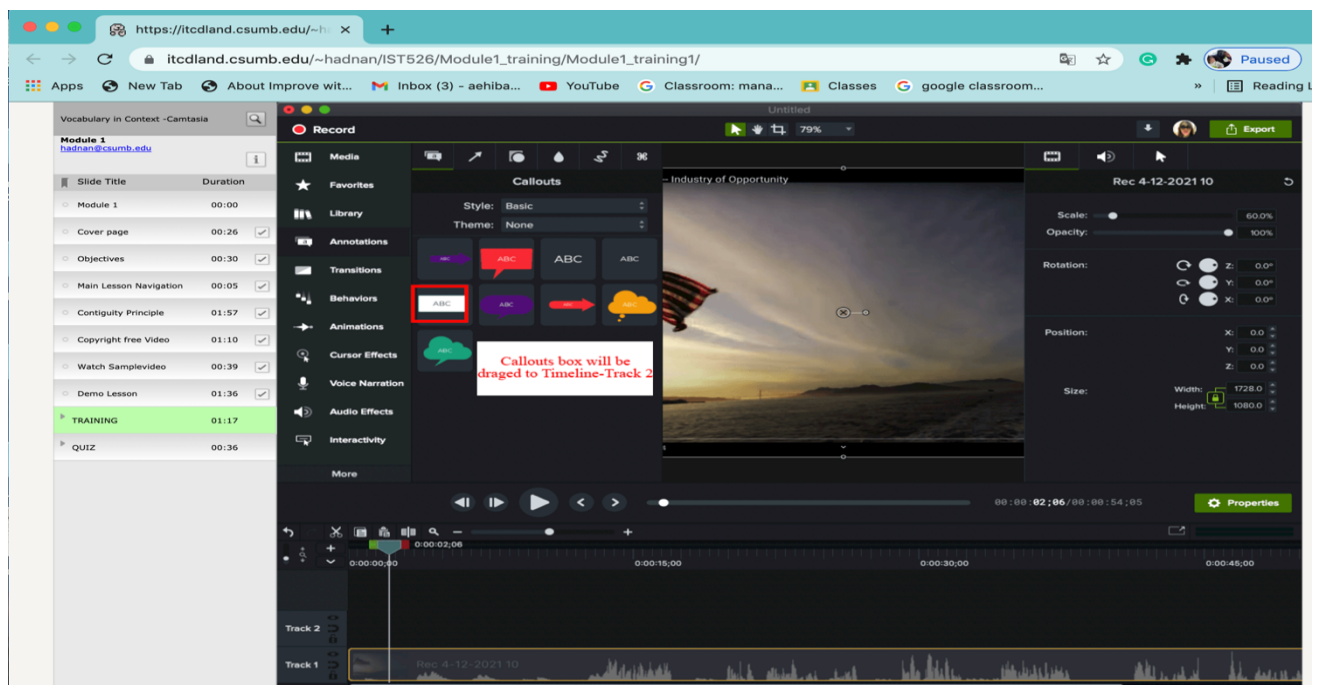 https://itcdland.csumb.edu/~h
itcdland.csumb.edu/~hadnan/IST526/Module1_training/Module1_training1/
Paused
Apps New Tab About Improve wit... Inbox (3) – aehiba... YouTube Classroom: mana... Classes google classroom... » Reading L
Vocabulary in Context -Camtasia
Module 1
hadnan@csumb.edu
Slide Title Duration
Module 1 00:00
Cover page 00:26
Objectives 00:30
Main Lesson Navigation 00:05
Contiguity Principle 01:57
Copyright free Video 01:10
Watch Samplevideo 00:39
Demo Lesson 01:36
TRAINING 01:17
QUIZ 00:36
Untitled
Record 79% Export
Media
Favorites
Library
Annotations
Transitions
Behaviors
Animations
Cursor Effects
Voice Narration
Audio Effects
Interactivity
More
Callouts
Style: Basic
Theme: None
ABC ABC ABC ABC
ABC ABC ABC ABC
ABC
Callouts box will be
draged to Timeline-Track 2
– Industry of Opportunity
Rec 4-12-2021 10
Scale: 60.0%
Opacity: 100%
Rotation: Z: 0.0°
Y: 0.0°
X: 0.0°
Position: X: 0.0
Y: 0.0
Z: 0.0
Size: Width: 1728.0
Height: 1080.0
00:00:02;06/00:00:54;05
Properties
0:00:02;06
0:00:00;00 0:00:15;00 0:00:30;00 0:00:45;00
Track 2
Track 1 Rec 4-12-2021 10